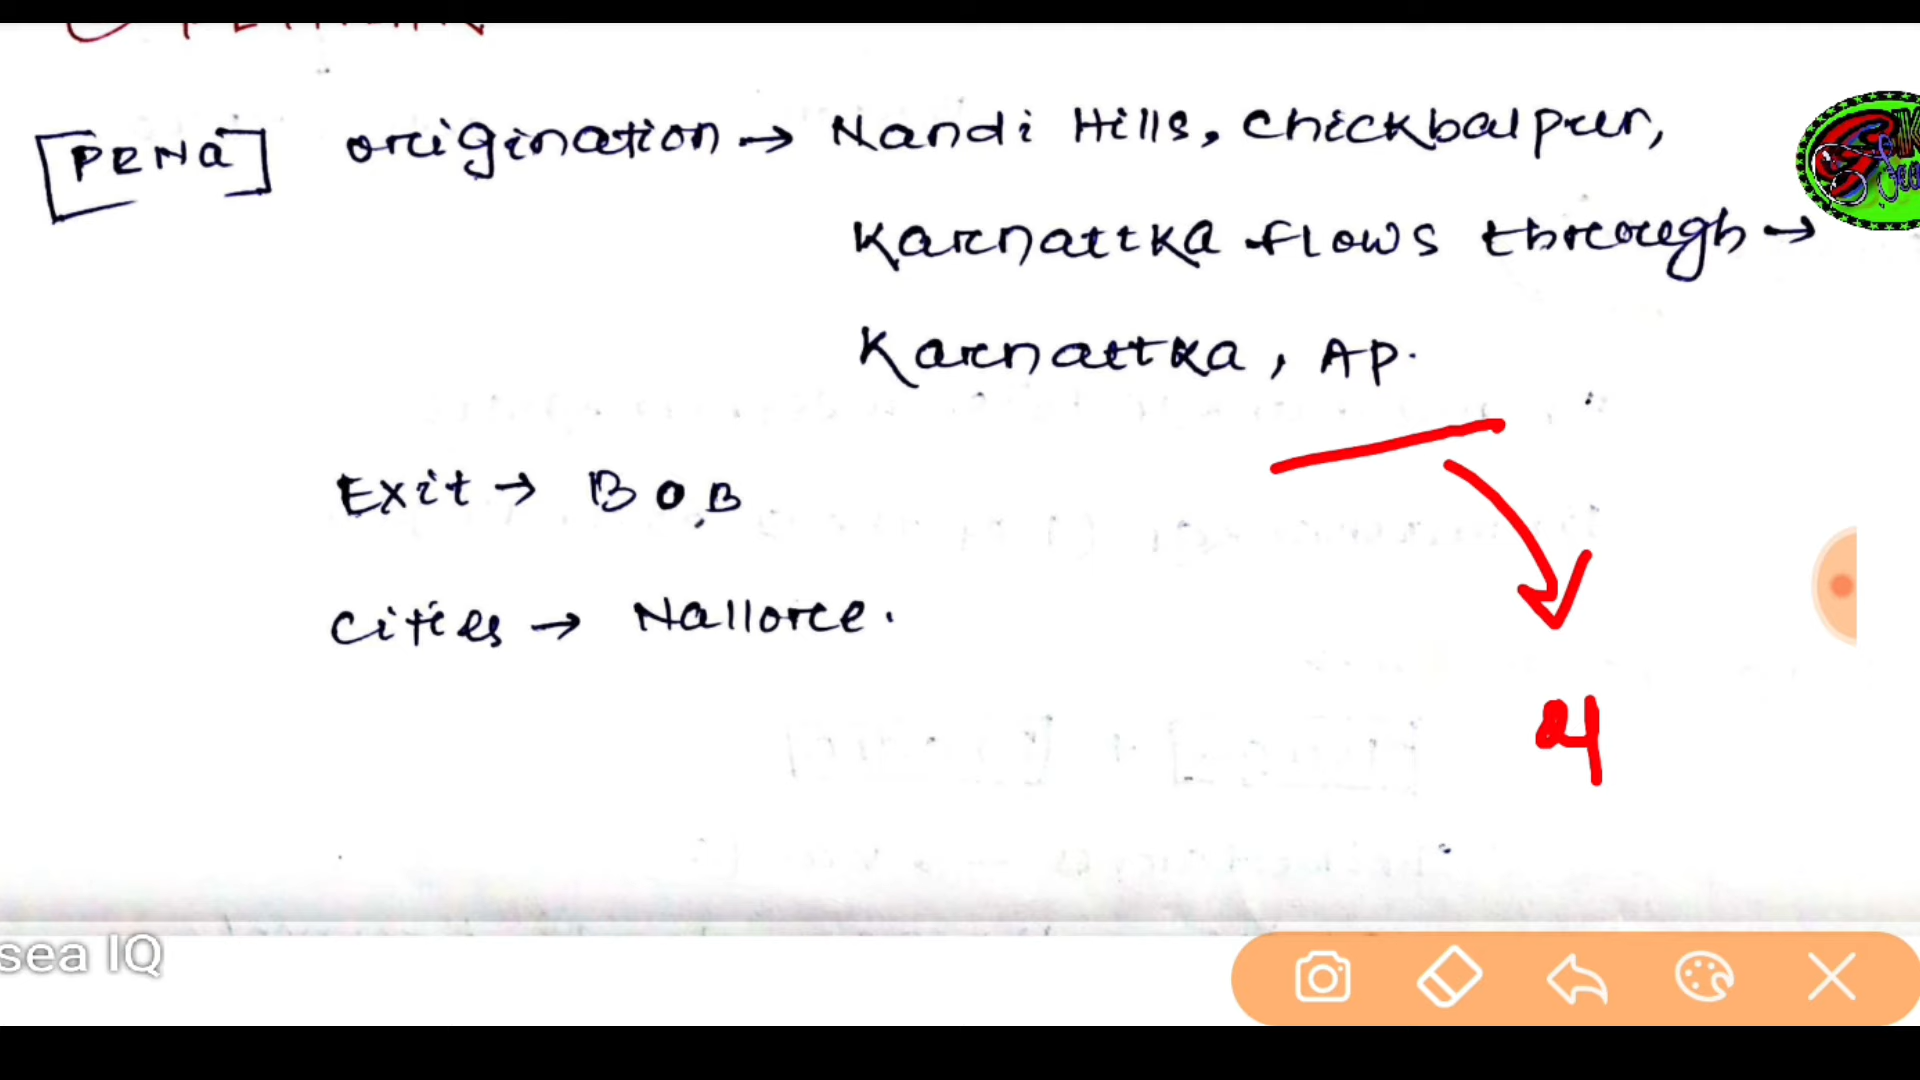 [PENA] origination → Nandi Hills, Chickbalpur,
Karnattka flows through →
Karnattka, AP.
Exit → B O B
Cities → Nallore.
4
sea IQ